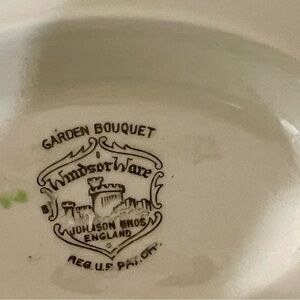 GARDEN BOUQUET
Windsor Ware
JOHNSON BROS
ENGLAND
REG. U.S. PAT. OFF.